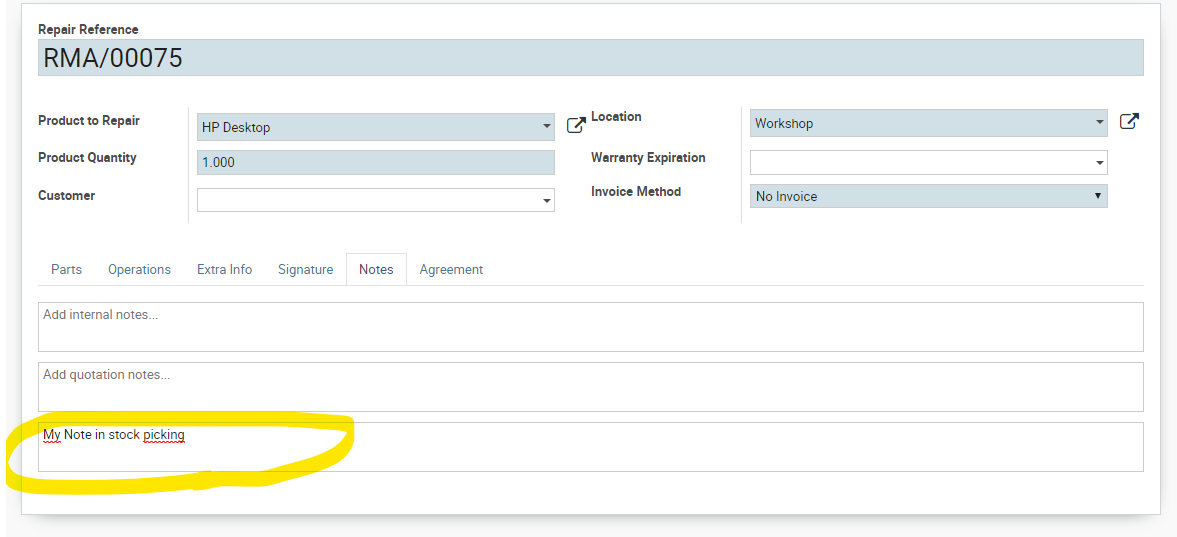 Repair Reference
RMA/00075
Product to Repair
HP Desktop
Location
Workshop
Product Quantity
1.000
Warranty Expiration
Customer
Invoice Method
No Invoice
Parts Operations Extra Info Signature Notes Agreement
Add internal notes...
Add quotation notes...
My Note in stock picking